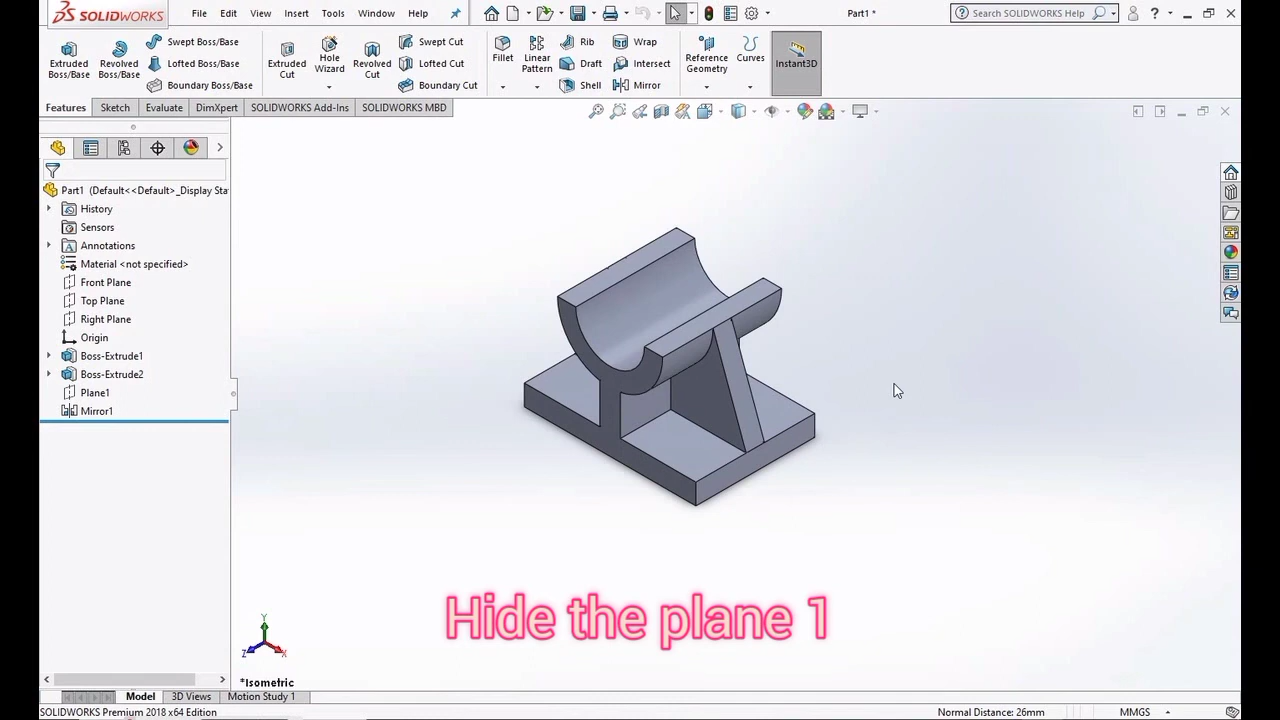 SOLIDWORKS
File Edit View Insert Tools Window Help
Part1 *
Search SOLIDWORKS Help
?
Extruded Boss/Base
Revolved Boss/Base
Swept Boss/Base
Lofted Boss/Base
Boundary Boss/Base
Extruded Cut
Hole Wizard
Revolved Cut
Swept Cut
Lofted Cut
Boundary Cut
Fillet
Linear Pattern
Rib
Draft
Shell
Wrap
Intersect
Mirror
Reference Geometry
Curves
Instant3D
Features Sketch Evaluate DimXpert SOLIDWORKS Add-Ins SOLIDWORKS MBD
Part1 (Default<<Default>_Display Sta
History
Sensors
Annotations
Material <not specified>
Front Plane
Top Plane
Right Plane
Origin
Boss-Extrude1
Boss-Extrude2
Plane1
Mirror1
Hide the plane 1
Y
Z X
*Isometric
Model 3D Views Motion Study 1
SOLIDWORKS Premium 2018 x64 Edition Normal Distance: 26mm MMGS